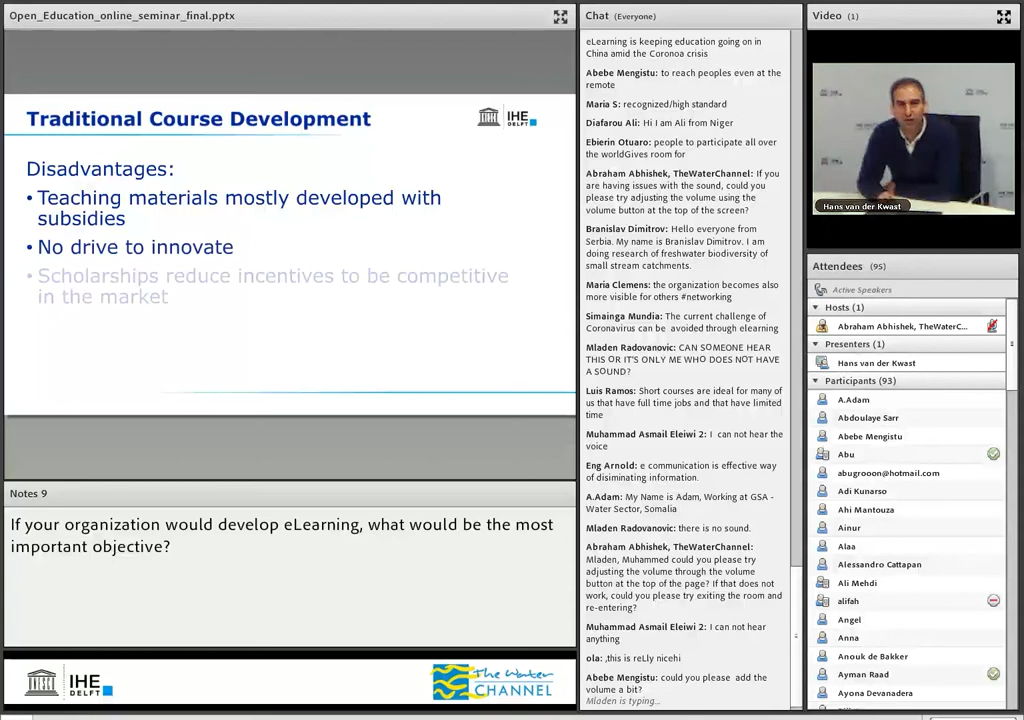 Open_Education_online_seminar_final.pptx
Traditional Course Development
IHE
DELFT
Disadvantages:
• Teaching materials mostly developed with
subsidies
• No drive to innovate
• Scholarships reduce incentives to be competitive
in the market
Notes 9
If your organization would develop eLearning, what would be the most
important objective?
IHE
DELFT
The Water
CHANNEL
Chat (Everyone)
eLearning is keeping education going on in
China amid the Coronoa crisis
Abebe Mengistu: to reach peoples even at the
remote
Maria S: recognized/high standard
Diafarou Ali: Hi I am Ali from Niger
Ebierin Otuaro: people to participate all over
the worldGives room for
Abraham Abhishek, TheWaterChannel: If you
are having issues with the sound, could you
please try adjusting the volume using the
volume button at the top of the screen?
Branislav Dimitrov: Hello everyone from
Serbia. My name is Branislav Dimitrov. I am
doing research of freshwater biodiversity of
small stream catchments.
Maria Clemens: the organization becomes also
more visible for others #networking
Simainga Mundia: The current challenge of
Coronavirus can be avoided through elearning
Mladen Radovanovic: CAN SOMEONE HEAR
THIS OR IT'S ONLY ME WHO DOES NOT HAVE
A SOUND?
Luis Ramos: Short courses are ideal for many of
us that have full time jobs and that have limited
time
Muhammad Asmail Eleiwi 2: I can not hear the
voice
Eng Arnold: e communication is effective way
of disiminating information.
A.Adam: My Name is Adam, Working at GSA -
Water Sector, Somalia
Mladen Radovanovic: there is no sound.
Abraham Abhishek, TheWaterChannel:
Mladen, Muhammed could you please try
adjusting the volume through the volume
button at the top of the page? If that does not
work, could you please try exiting the room and
re-entering?
Muhammad Asmail Eleiwi 2: I can not hear
anything
ola: ,this is reLly nicehi
Abebe Mengistu: could you please add the
volume a bit?
Mladen is typing...
Video (1)
Hans van der Kwast
Attendees (95)
Active Speakers
Hosts (1)
Abraham Abhishek, TheWaterC...
Presenters (1)
Hans van der Kwast
Participants (93)
A.Adam
Abdoulaye Sarr
Abebe Mengistu
Abu
abugrooon@hotmail.com
Adi Kunarso
Ahi Mantouza
Ainur
Alaa
Alessandro Cattapan
Ali Mehdi
alifah
Angel
Anna
Anouk de Bakker
Ayman Raad
Ayona Devanadera